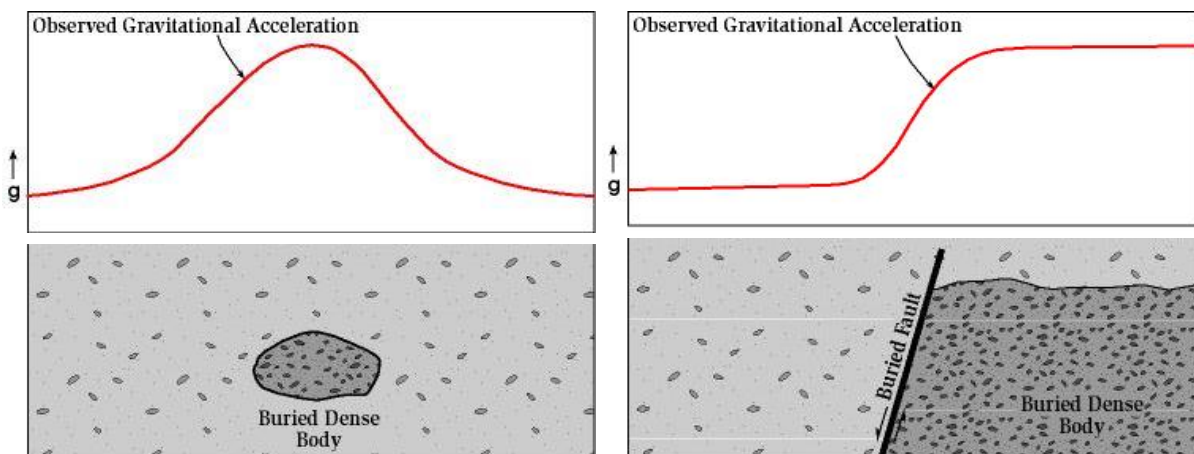 Observed Gravitational Acceleration
g
Buried Dense
Body
Observed Gravitational Acceleration
g
Buried Fault
Buried Dense
Body